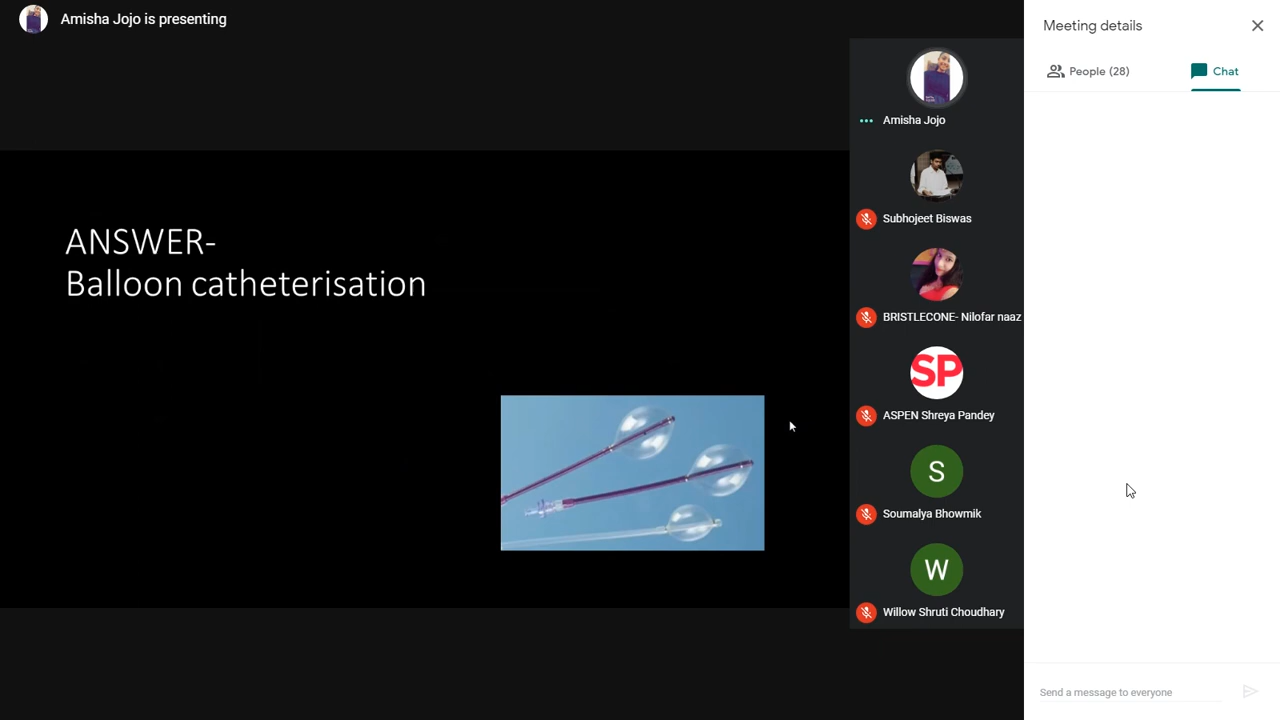 Amisha Jojo is presenting
ANSWER-
Balloon catheterisation
Amisha Jojo
Subhojeet Biswas
BRISTLECONE- Nilofar naaz
SP
ASPEN Shreya Pandey
S
Soumalya Bhowmik
W
Willow Shruti Choudhary
Meeting details
People (28)
Chat
Send a message to everyone